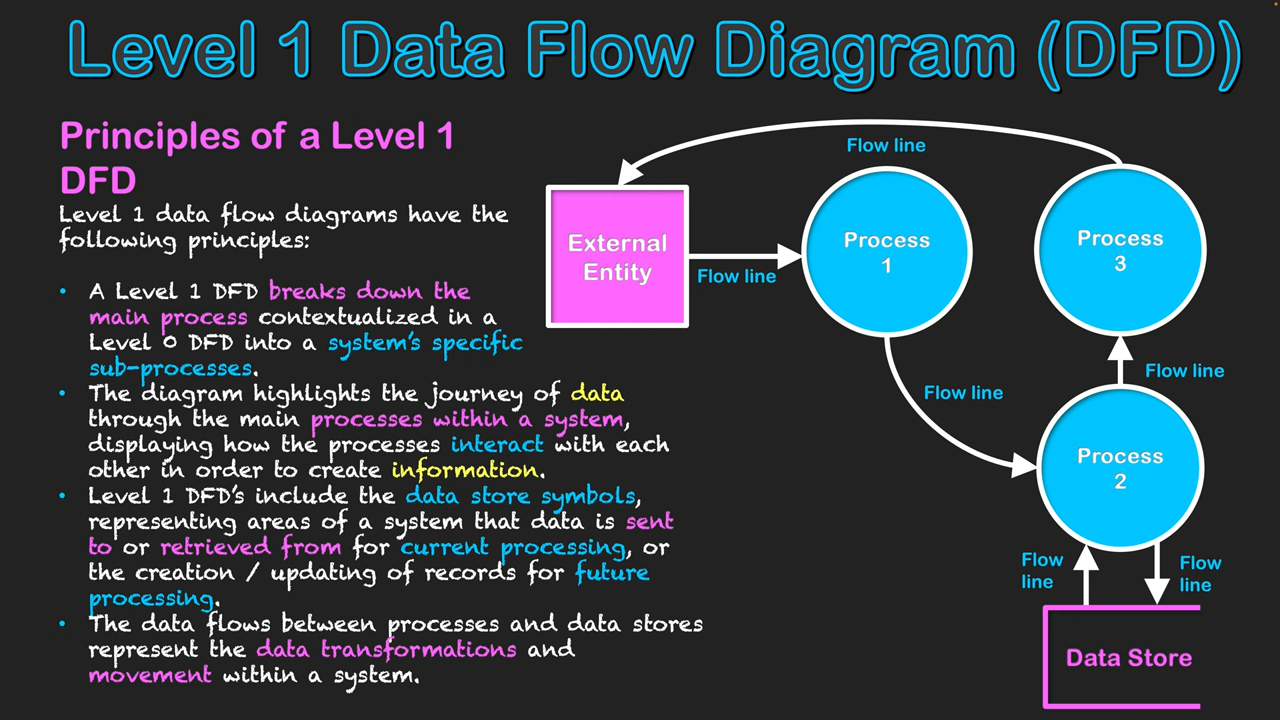 Level 1 Data Flow Diagram (DFD)
Principles of a Level 1
DFD
Level 1 data flow diagrams have the
following principles:
• A Level 1 DFD breaks down the
main process contextualized in a
Level 0 DFD into a system's specific
sub-processes.
• The diagram highlights the journey of data
through the main processes within a system,
displaying how the processes interact with each
other in order to create information.
• Level 1 DFD's include the data store symbols,
representing areas of a system that data is sent
to or retrieved from for current processing, or
the creation / updating of records for future
processing.
• The data flows between processes and data stores
represent the data transformations and
movement within a system.
Flow line
External
Entity
Flow line
Process
1
Process
3
Flow line
Flow line
Process
2
Flow
line
Flow
line
Data Store